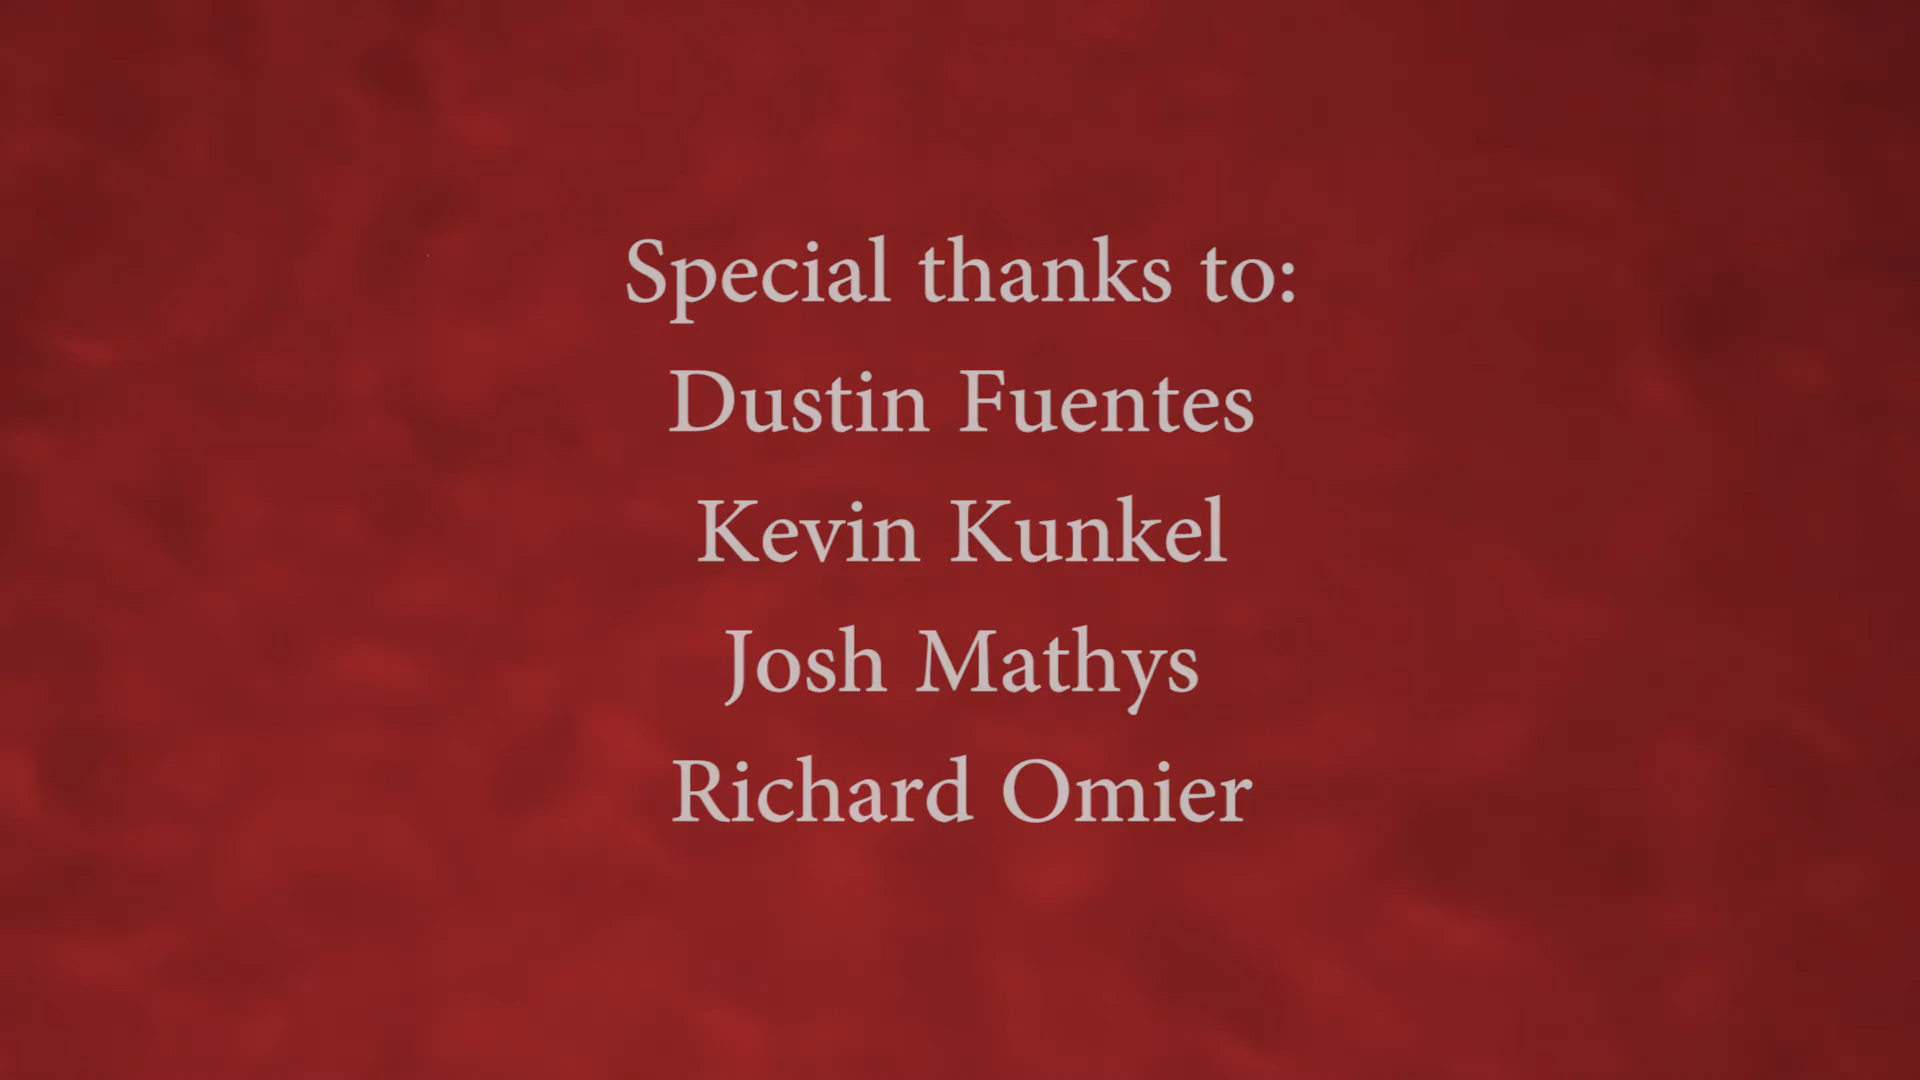 Special thanks to:
Dustin Fuentes
Kevin Kunkel
Josh Mathys
Richard Omier